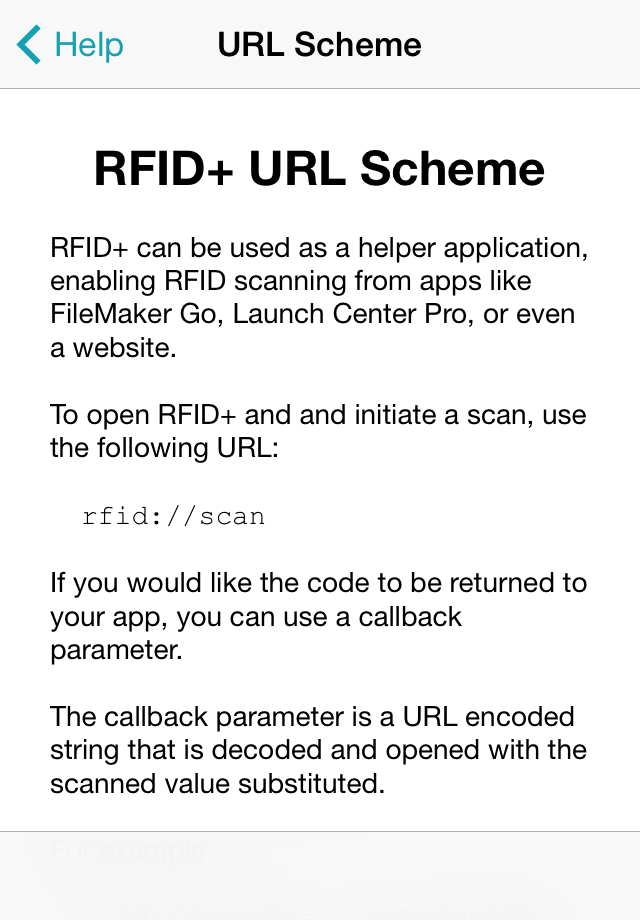 Help
URL Scheme
RFID+ URL Scheme
RFID+ can be used as a helper application,
enabling RFID scanning from apps like
FileMaker Go, Launch Center Pro, or even
a website.
To open RFID+ and and initiate a scan, use
the following URL:
rfid://scan
If you would like the code to be returned to
your app, you can use a callback
parameter.
The callback parameter is a URL encoded
string that is decoded and opened with the
scanned value substituted.
For example